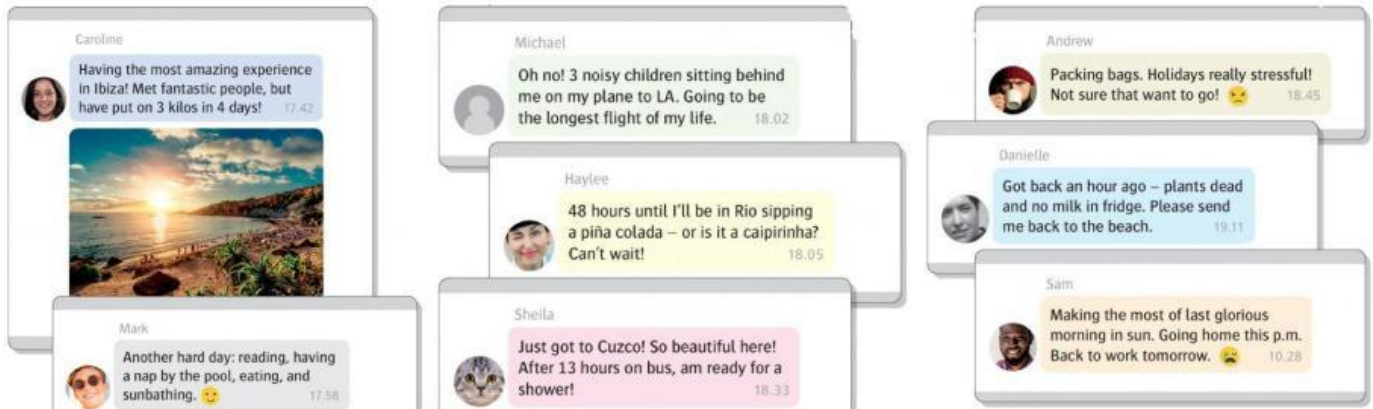 Caroline
Having the most amazing experience
in Ibiza! Met fantastic people, but
have put on 3 kilos in 4 days! 17.42
Mark
Another hard day: reading, having
a nap by the pool, eating, and
sunbathing. 17.58
Michael
Oh no! 3 noisy children sitting behind
me on my plane to LA. Going to be
the longest flight of my life. 18.02
Haylee
48 hours until I'll be in Rio sipping
a piña colada – or is it a caipirinha?
Can't wait! 18.05
Sheila
Just got to Cuzco! So beautiful here!
After 13 hours on bus, am ready for a
shower! 18.33
Andrew
Packing bags. Holidays really stressful!
Not sure that want to go! 18.45
Danielle
Got back an hour ago – plants dead
and no milk in fridge. Please send
me back to the beach. 19.11
Sam
Making the most of last glorious
morning in sun. Going home this p.m.
Back to work tomorrow. 10.28